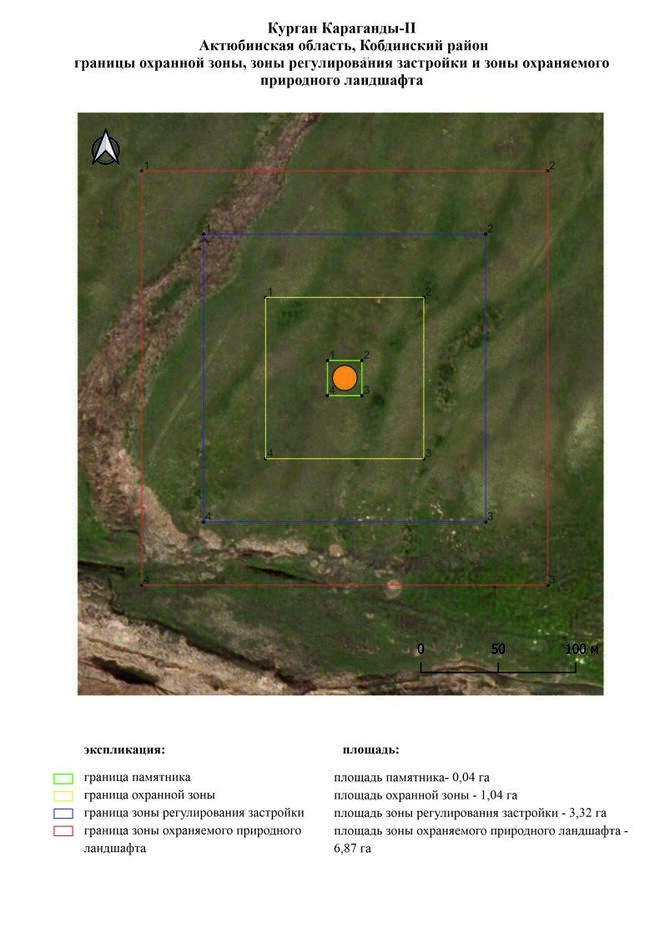 Курган Караганды-II
Актюбинская область, Кобдинский район
границы охранной зоны, зоны регулирования застройки и зоны охраняемого
природного ландшафта
1
2
1
2
1
2
1
2
4
3
4
3
4
3
4
3
0
50
100 м
экспликация:
площадь:
граница памятника
площадь памятника- 0,04 га
граница охранной зоны
площадь охранной зоны - 1,04 га
граница зоны регулирования застройки
площадь зоны регулирования застройки - 3,32 га
граница зоны охраняемого природного
площадь зоны охраняемого природного ландшафта -
ландшафта
6,87 га